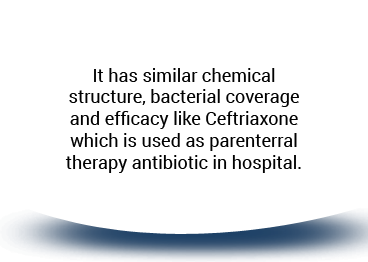 It has similar chemical
structure, bacterial coverage
and efficacy like Ceftriaxone
which is used as parenterral
therapy antibiotic in hospital.